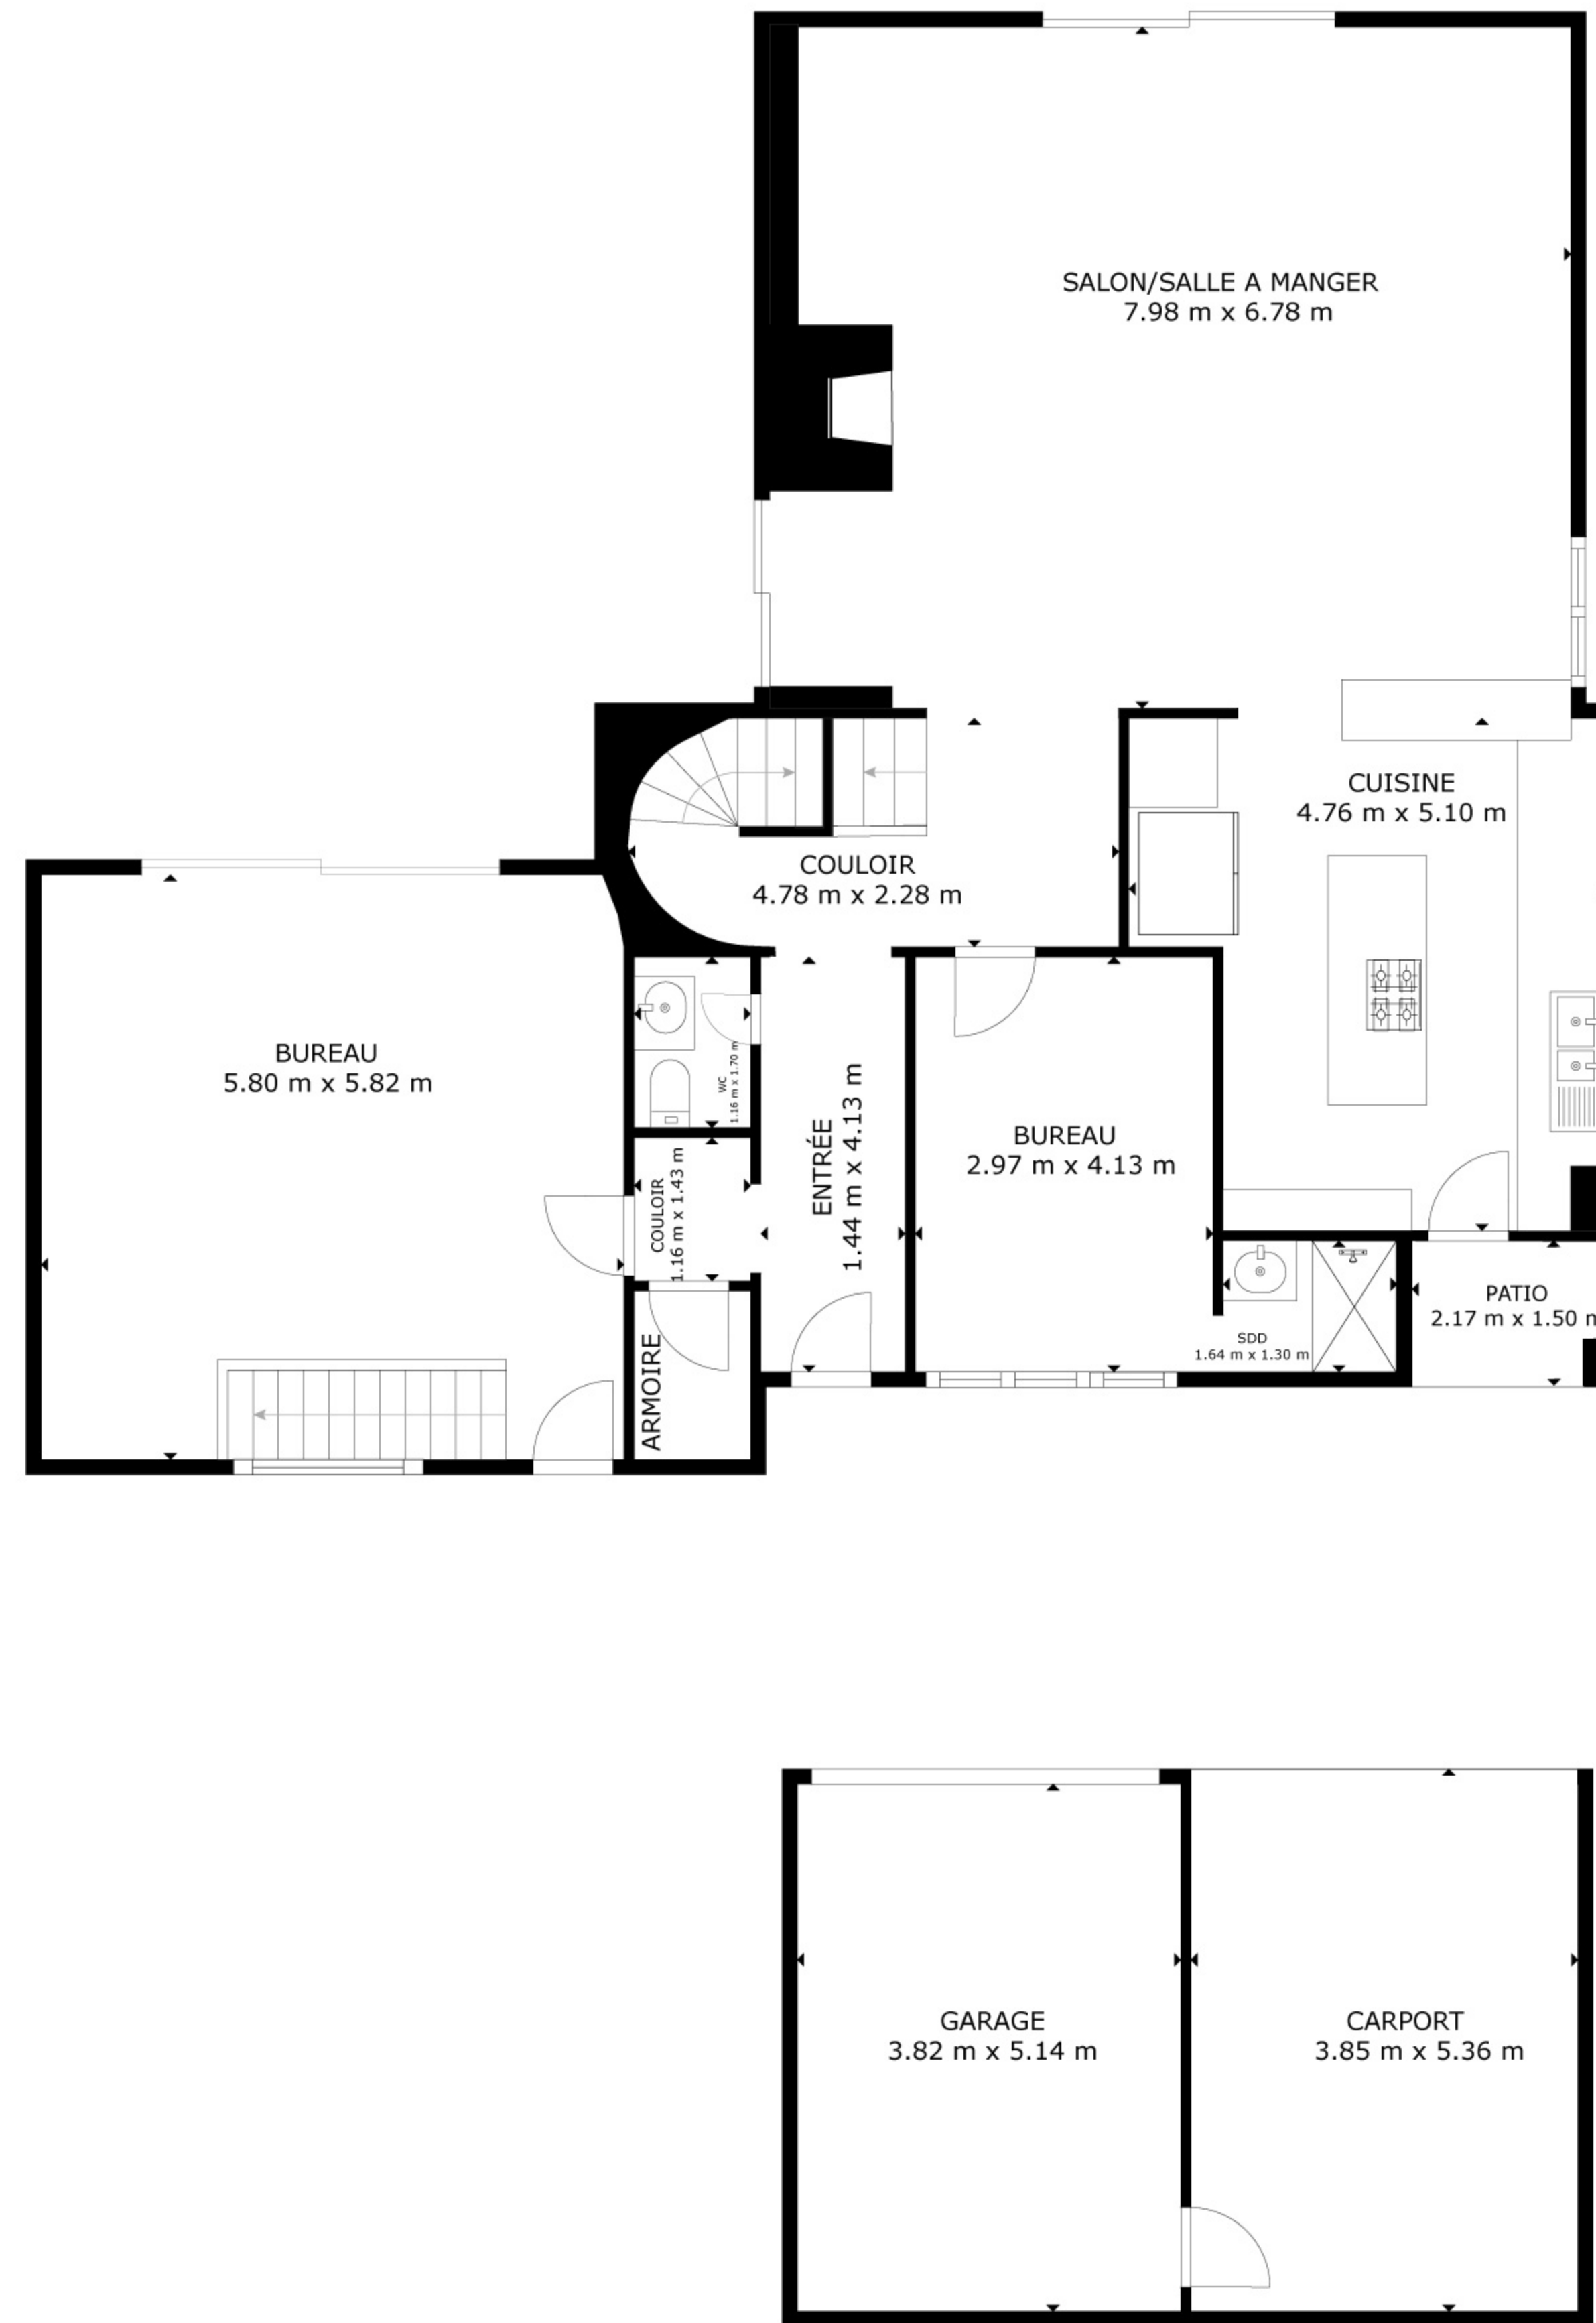 SALON/SALLE A MANGER
7.98 m x 6.78 m
CUISINE
4.76 m x 5.10 m
COULOIR
4.78 m x 2.28 m
BUREAU
5.80 m x 5.82 m
WC
1.16 m x 1.70 m
ENTRÉE
1.44 m x 4.13 m
BUREAU
2.97 m x 4.13 m
COULOIR
1.16 m x 1.43 m
PATIO
2.17 m x 1.50 m
SDD
1.64 m x 1.30 m
ARMOIRE
GARAGE
3.82 m x 5.14 m
CARPORT
3.85 m x 5.36 m